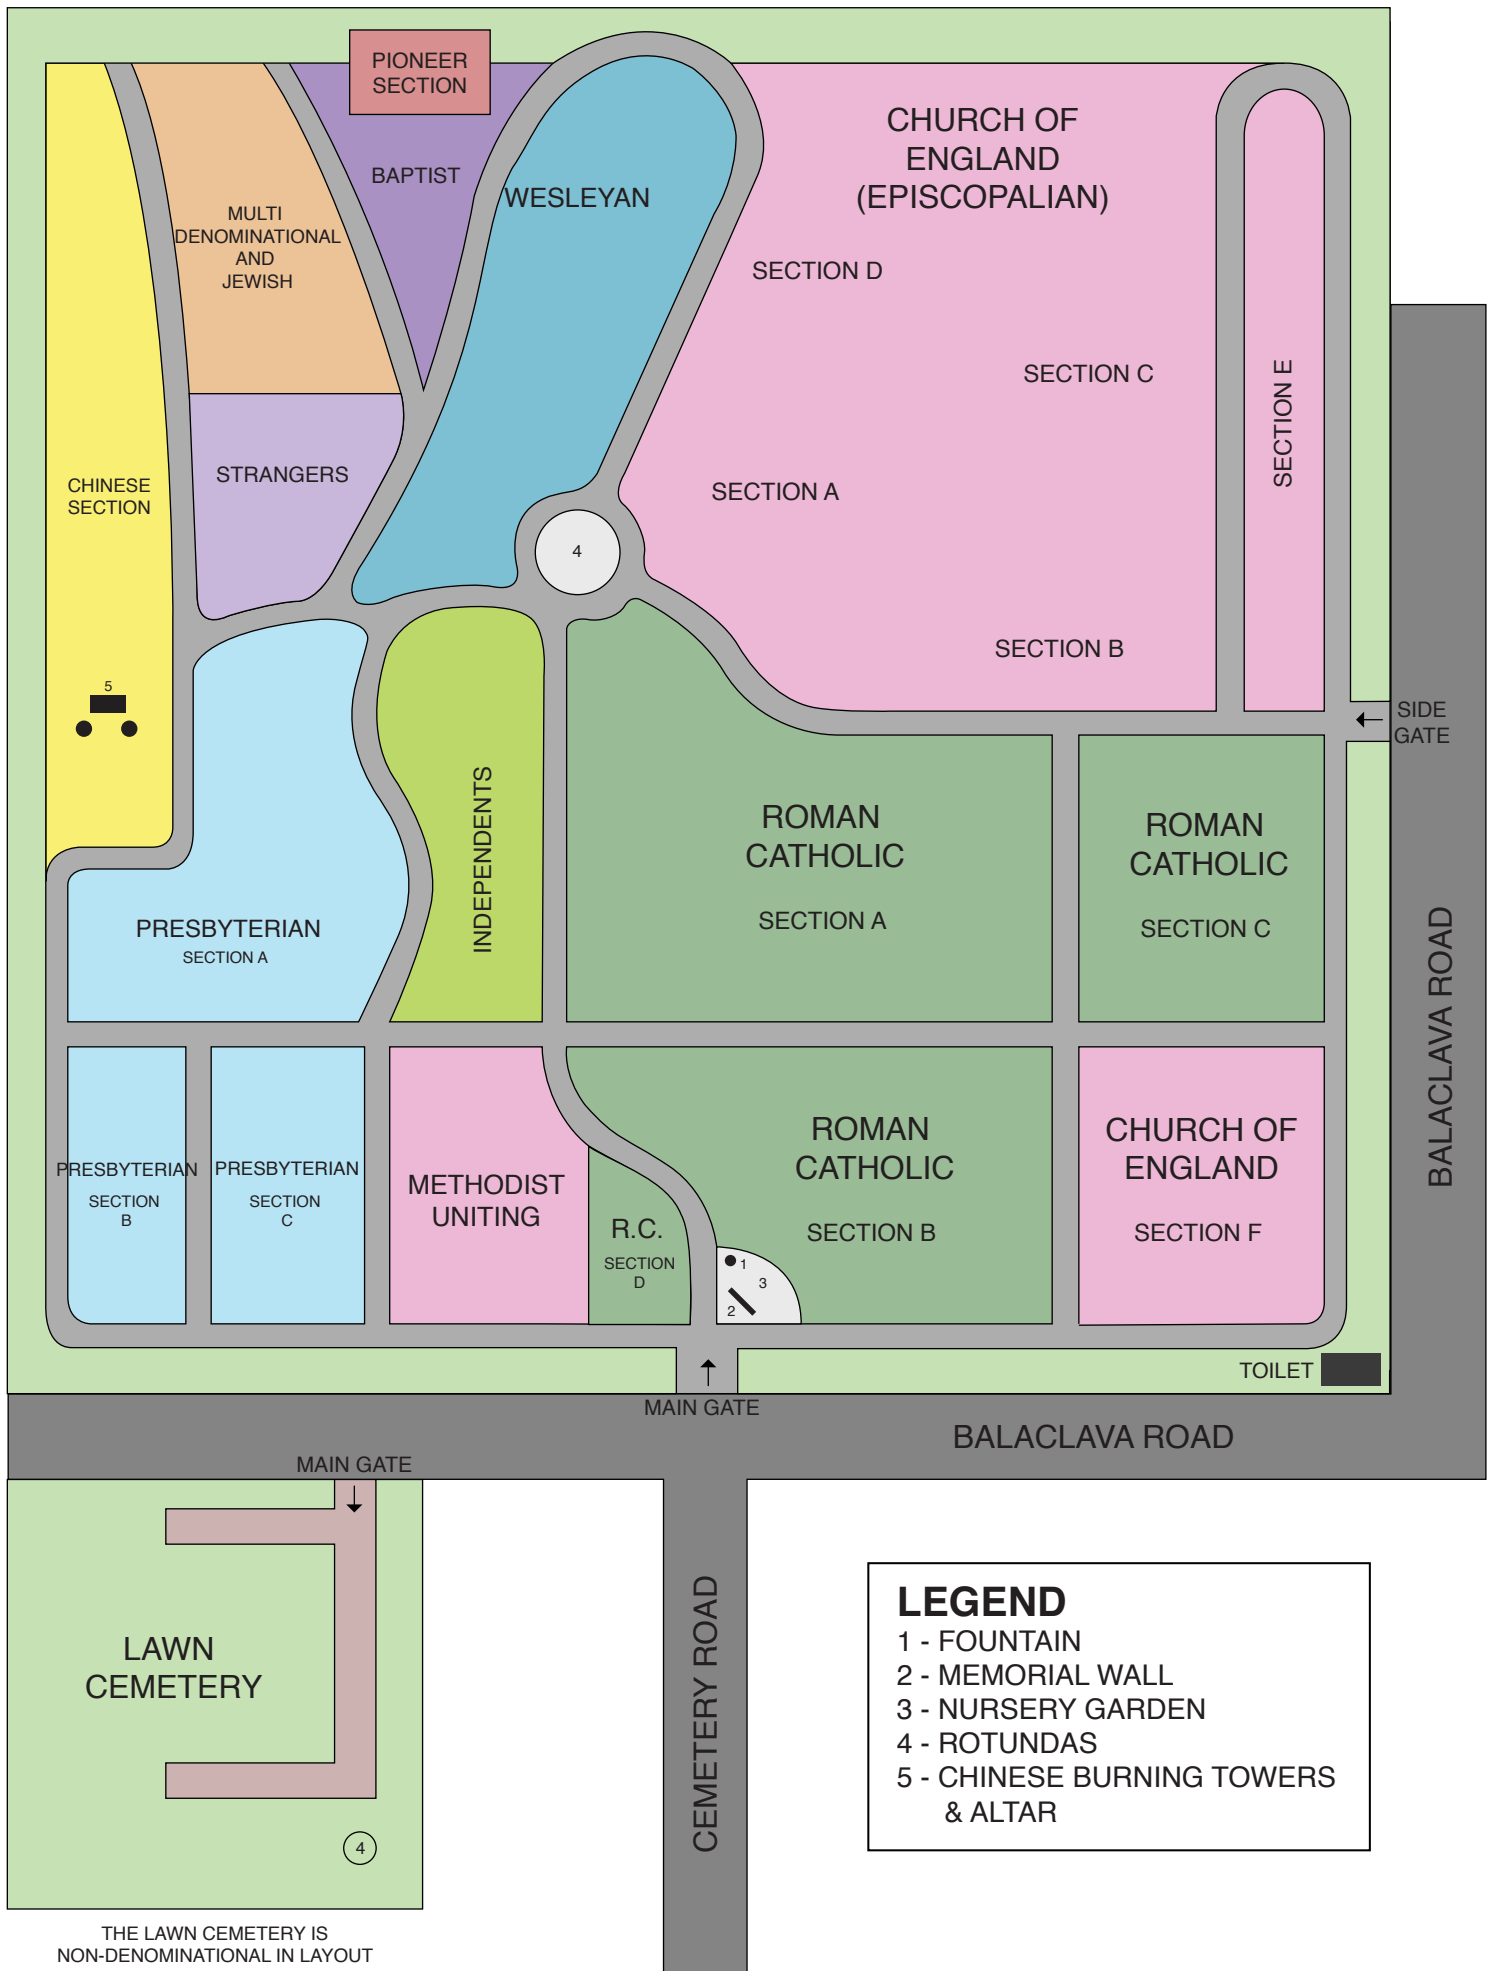 PIONEER
SECTION
BAPTIST
WESLEYAN
CHURCH OF
ENGLAND
(EPISCOPALIAN)
MULTI
DENOMINATIONAL
AND
JEWISH
SECTION D
SECTION C
SECTION E
STRANGERS
CHINESE
SECTION
SECTION A
4
SECTION B
5
SIDE
GATE
INDEPENDENTS
ROMAN
CATHOLIC
SECTION A
ROMAN
CATHOLIC
SECTION C
PRESBYTERIAN
SECTION A
BALACLAVA ROAD
PRESBYTERIAN
SECTION
B
PRESBYTERIAN
SECTION
C
METHODIST
UNITING
R.C.
SECTION
D
ROMAN
CATHOLIC
SECTION B
CHURCH OF
ENGLAND
SECTION F
1
3
2
TOILET
MAIN GATE
BALACLAVA ROAD
MAIN GATE
LAWN
CEMETERY
4
CEMETERY ROAD
LEGEND
1 - FOUNTAIN
2 - MEMORIAL WALL
3 - NURSERY GARDEN
4 - ROTUNDAS
5 - CHINESE BURNING TOWERS
& ALTAR
THE LAWN CEMETERY IS
NON-DENOMINATIONAL IN LAYOUT